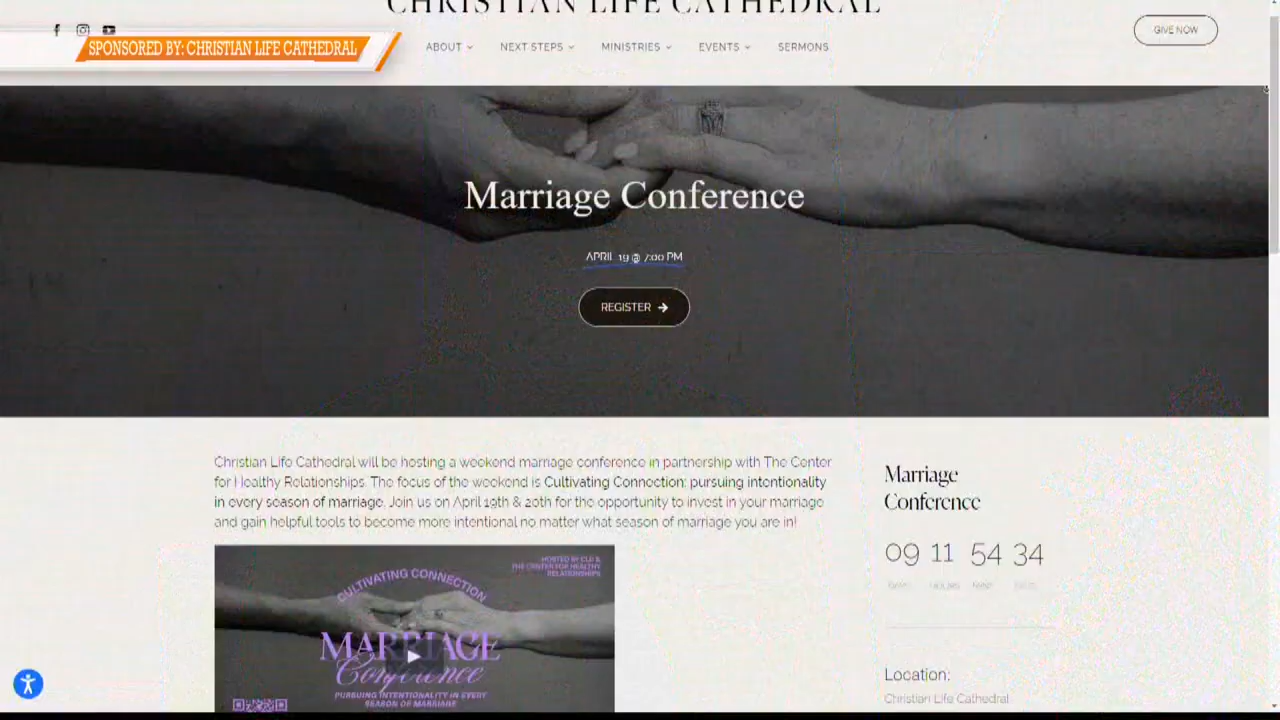 CHRISTIAN LIFE CATHEDRAL
SPONSORED BY: CHRISTIAN LIFE CATHEDRAL
ABOUT NEXT STEPS MINISTRIES EVENTS SERMONS
GIVE NOW
Marriage Conference
APRIL 19 @ 7:00 PM
REGISTER
Christian Life Cathedral will be hosting a weekend marriage conference in partnership with The Center
for Healthy Relationships. The focus of the weekend is Cultivating Connection: pursuing intentionality
in every season of marriage. Join us on April 19th & 20th for the opportunity to invest in your marriage
and gain helpful tools to become more intentional no matter what season of marriage you are in!
HOSTED BY CLC &
THE CENTER FOR HEALTHY
RELATIONSHIPS
CULTIVATING CONNECTION
MARRIAGE
Conference
PURSUING INTENTIONALITY IN EVERY
SEASON OF MARRIAGE
Marriage
Conference
09 11 54 34
DAYS HOURS MINS SECS
Location:
Christian Life Cathedral